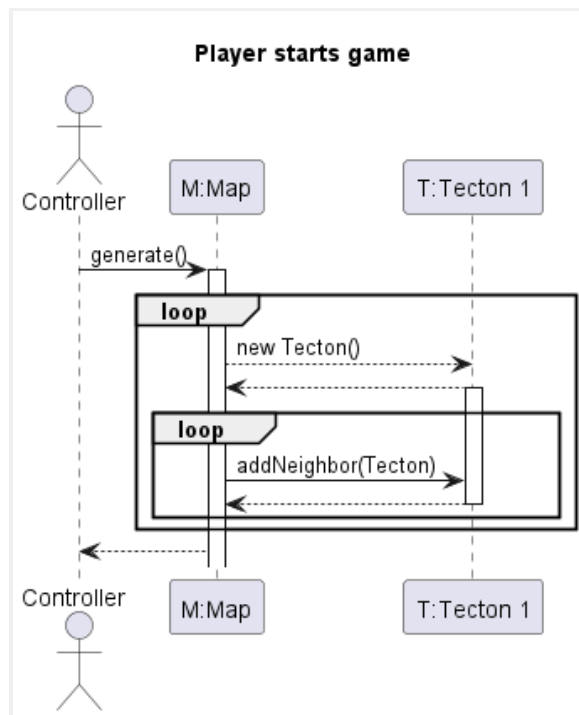 Player starts game
Controller
M:Map
T:Tecton 1
generate()
loop
new Tecton()
loop
addNeighbor(Tecton)
Controller
M:Map
T:Tecton 1